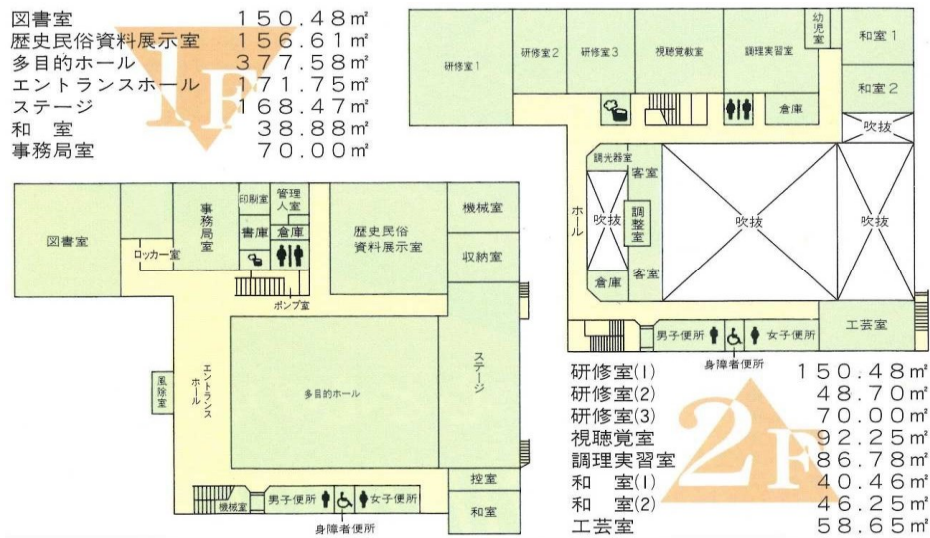 図書室 150.48㎡
歴史民俗資料展示室 156.61㎡
多目的ホール 377.58㎡
エントランスホール 171.75㎡
ステージ 168.47㎡
和 室 38.88㎡
事務局室 70.00㎡
1F
図書室
ロッカー室
事務局室
印刷室
管理人室
書庫
倉庫
ポンプ室
歴史民俗
資料展示室
機械室
収納室
ステージ
風除室
エントランス
ホール
多目的ホール
控室
和室
機械室
男子便所
女子便所
身障者便所
研修室1
研修室2
研修室3
視聴覚教室
調理実習室
幼児室
和室1
和室2
倉庫
吹抜
調光器室
客室
ホール
吹抜
調整室
吹抜
吹抜
倉庫
客室
男子便所
女子便所
工芸室
身障者便所
研修室(1) 150.48㎡
研修室(2) 48.70㎡
研修室(3) 70.00㎡
視聴覚室 92.25㎡
調理実習室 86.78㎡
和 室(1) 40.46㎡
和 室(2) 46.25㎡
工芸室 58.65㎡
2F